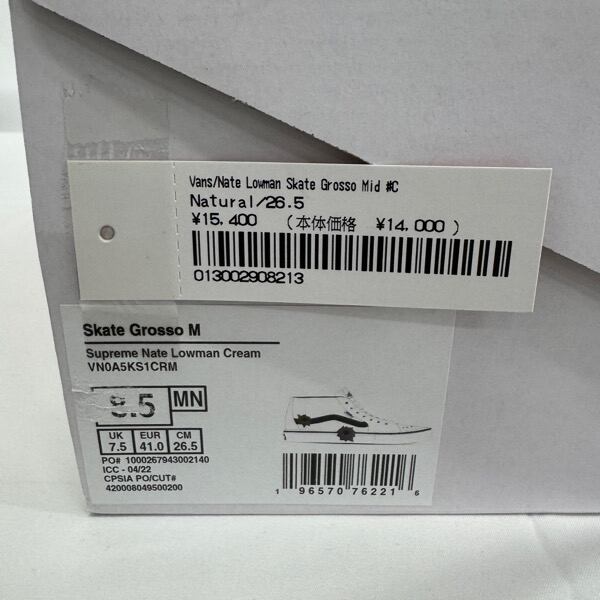 Vans/Nate Lowman Skate Grosso Mid #C
Natural/26.5
¥15,400 (本体価格 ¥14,000)
013002908213
Skate Grosso M
Supreme Nate Lowman Cream
VN0A5KS1CRM
8.5 MN
UK EUR CM
7.5 41.0 26.5
PO# 1000267943002140
ICC - 04/22
CPSIA PO/CUT#
420008049500200
1 96570 76221 6